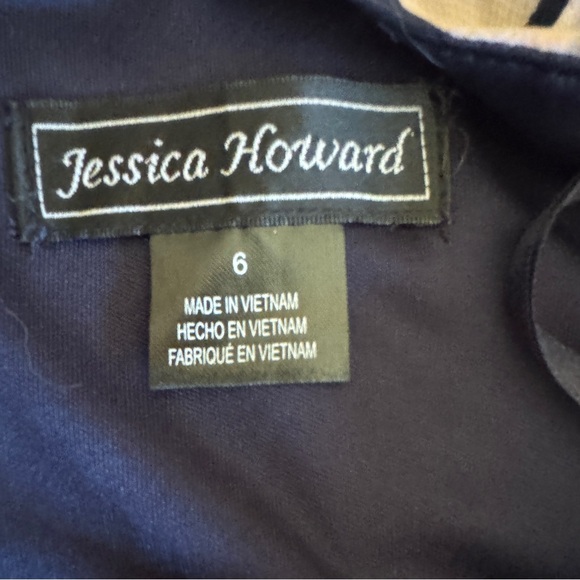 Jessica Howard
6
MADE IN VIETNAM
HECHO EN VIETNAM
FABRIQUÉ EN VIETNAM